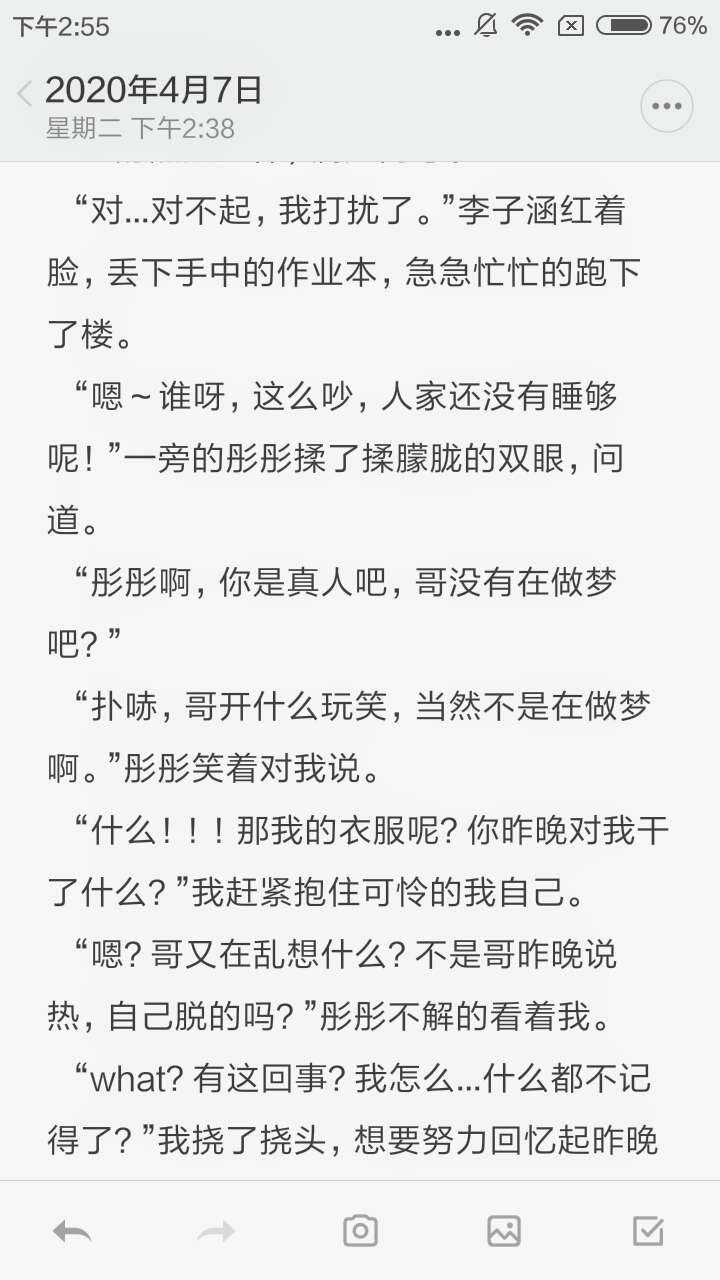 下午2:55
76%
2020年4月7日
星期二 下午2:38
“对...对不起，我打扰了。”李子涵红着
脸，丢下手中的作业本，急急忙忙的跑下
了楼。
“嗯～谁呀，这么吵，人家还没有睡够
呢！”一旁的彤彤揉了揉朦胧的双眼，问
道。
“彤彤啊，你是真人吧，哥没有在做梦
吧？”
“扑哧，哥开什么玩笑，当然不是在做梦
啊。”彤彤笑着对我说。
“什么！！！那我的衣服呢？你昨晚对我干
了什么？”我赶紧抱住可怜的我自己。
“嗯？哥又在乱想什么？不是哥昨晚说
热，自己脱的吗？”彤彤不解的看着我。
“what？有这回事？我怎么...什么都不记
得了？”我挠了挠头，想要努力回忆起昨晚